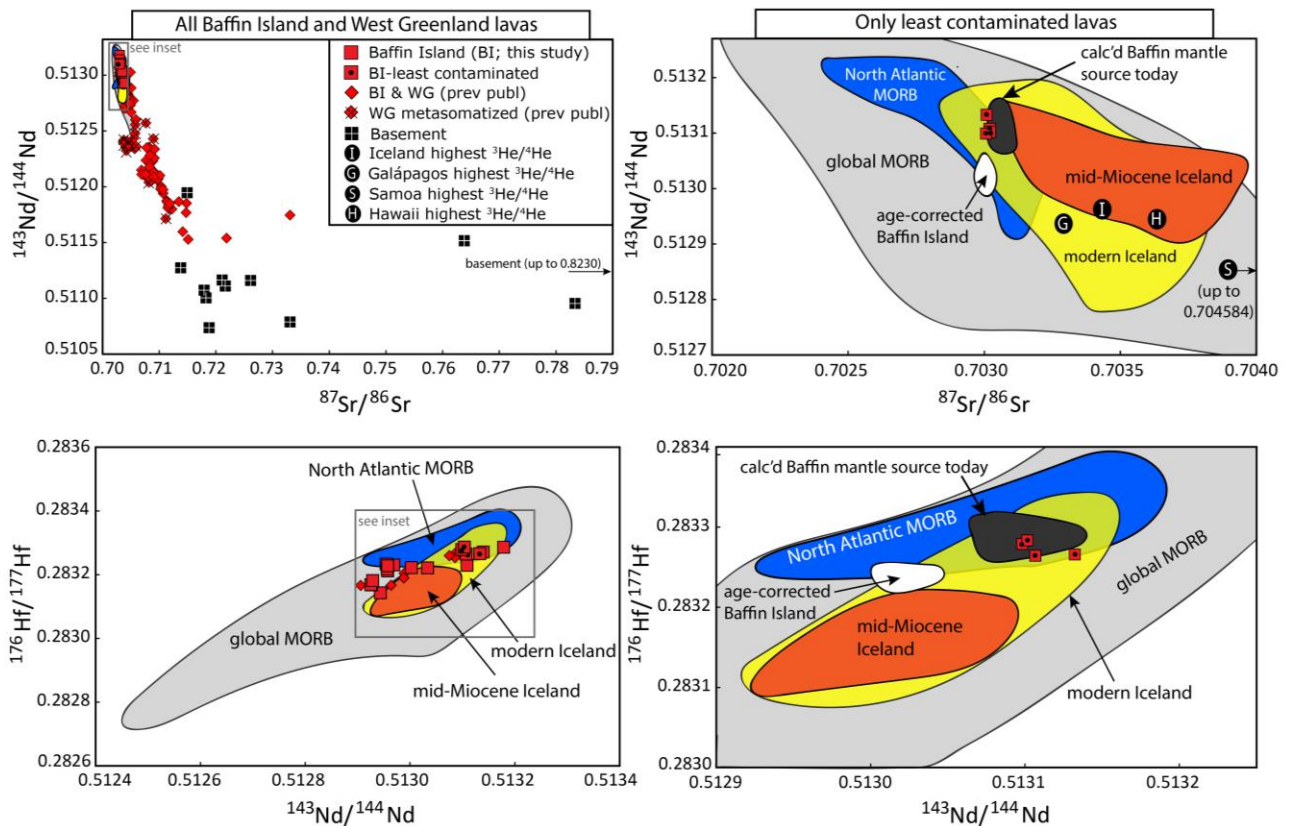 All Baffin Island and West Greenland lavas
see inset
Baffin Island (BI; this study)
BI-least contaminated
BI & WG (prev publ)
WG metasomatized (prev publ)
Basement
I Iceland highest ³He/⁴He
G Galápagos highest ³He/⁴He
S Samoa highest ³He/⁴He
H Hawaii highest ³He/⁴He
basement (up to 0.8230)
0.5130
0.5125
0.5120
0.5115
0.5110
0.5105
¹⁴³Nd/¹⁴⁴Nd
0.70 0.71 0.72 0.73 0.74 0.75 0.76 0.77 0.78 0.79
⁸⁷Sr/⁸⁶Sr
Only least contaminated lavas
calc'd Baffin mantle
source today
North Atlantic
MORB
global MORB
mid-Miocene Iceland
age-corrected
Baffin Island
G
I
H
modern Iceland
S
(up to
0.704584)
0.5132
0.5131
0.5130
0.5129
0.5128
0.5127
¹⁴³Nd/¹⁴⁴Nd
0.7020 0.7025 0.7030 0.7035 0.7040
⁸⁷Sr/⁸⁶Sr
0.2836
0.2834
0.2832
0.2830
0.2828
0.2826
¹⁷⁶Hf/¹⁷⁷Hf
North Atlantic
MORB
see inset
global MORB
modern Iceland
mid-Miocene Iceland
0.5124 0.5126 0.5128 0.5130 0.5132 0.5134
¹⁴³Nd/¹⁴⁴Nd
0.2834
0.2833
0.2832
0.2831
0.2830
¹⁷⁶Hf/¹⁷⁷Hf
calc'd Baffin mantle source today
North Atlantic MORB
global MORB
age-corrected
Baffin Island
mid-Miocene
Iceland
modern Iceland
0.5129 0.5130 0.5131 0.5132
¹⁴³Nd/¹⁴⁴Nd